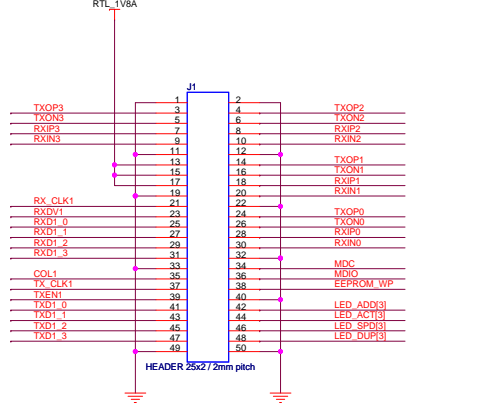 RTL_1V8A
J1
1 2
TXOP3 3 4 TXOP2
TXON3 5 6 TXON2
RXIP3 7 8 RXIP2
RXIN3 9 10 RXIN2
11 12
13 14 TXOP1
15 16 TXON1
17 18 RXIP1
19 20 RXIN1
RX_CLK1 21 22
RXDV1 23 24 TXOP0
RXD1_0 25 26 TXON0
RXD1_1 27 28 RXIP0
RXD1_2 29 30 RXIN0
RXD1_3 31 32
33 34 MDC
COL1 35 36 MDIO
TX_CLK1 37 38 EEPROM_WP
TXEN1 39 40
TXD1_0 41 42 LED_ADD[3]
TXD1_1 43 44 LED_ACT[3]
TXD1_2 45 46 LED_SPD[3]
TXD1_3 47 48 LED_DUP[3]
49 50
HEADER 25x2 / 2mm pitch